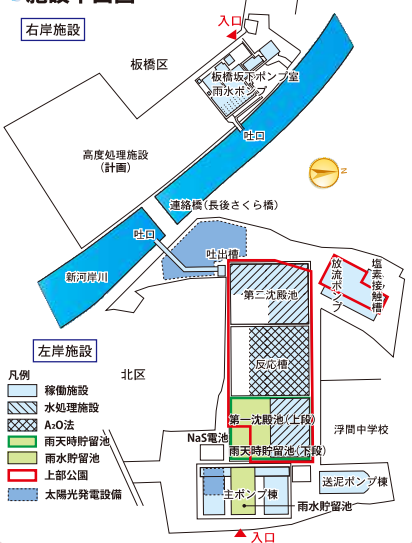 施設平面図
右岸施設
入口
板橋区
板橋坂下ポンプ室
雨水ポンプ
吐口
高度処理施設
(計画)
N
連絡橋(長後さくら橋)
吐口
吐出槽
新河岸川
第二沈殿池
放流ポンプ
塩素接触槽
左岸施設
北区
反応槽
凡例
稼働施設
水処理施設
A2O法
雨天時貯留池
雨水貯留池
上部公園
太陽光発電設備
第一沈殿池(上段)
雨天時貯留池(下段)
NaS電池
浮間中学校
主ポンプ棟
送泥ポンプ棟
雨水貯留池
入口